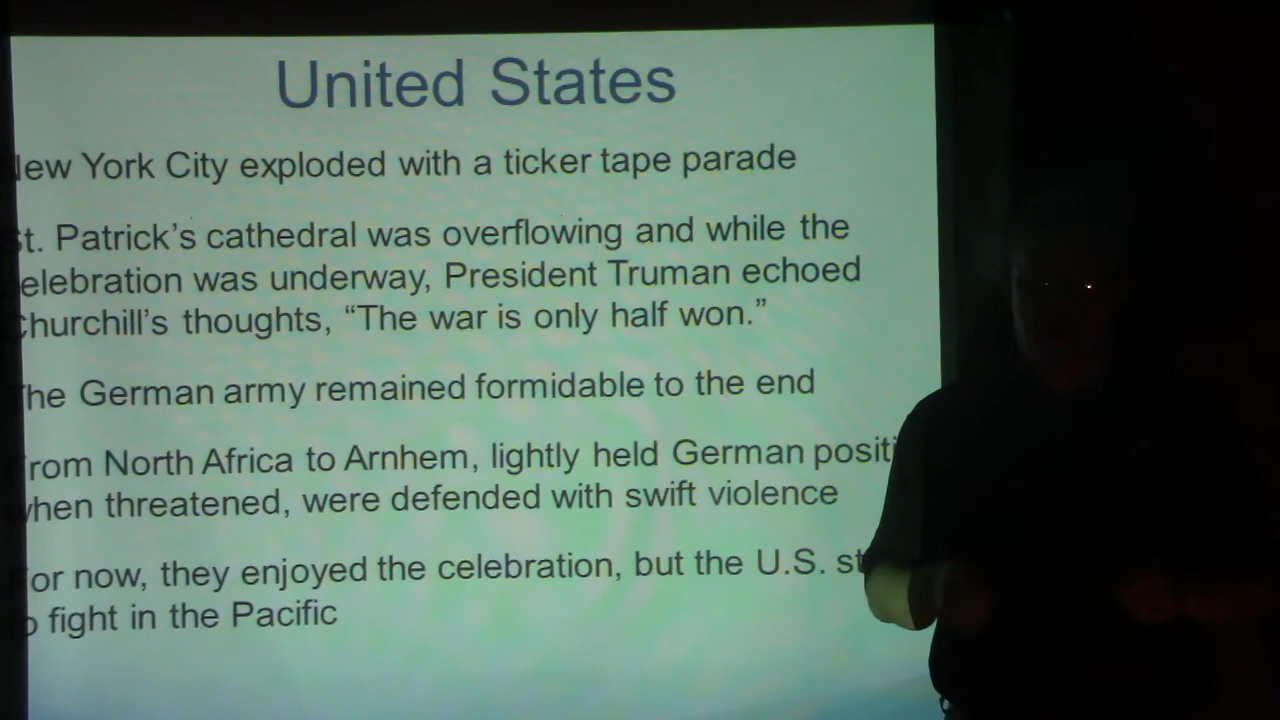 United States
New York City exploded with a ticker tape parade
St. Patrick's cathedral was overflowing and while the
celebration was underway, President Truman echoed
Churchill's thoughts, “The war is only half won.”
The German army remained formidable to the end
From North Africa to Arnhem, lightly held German
when threatened, were defended with swift violence
For now, they enjoyed the celebration, but the U.S.
to fight in the Pacific